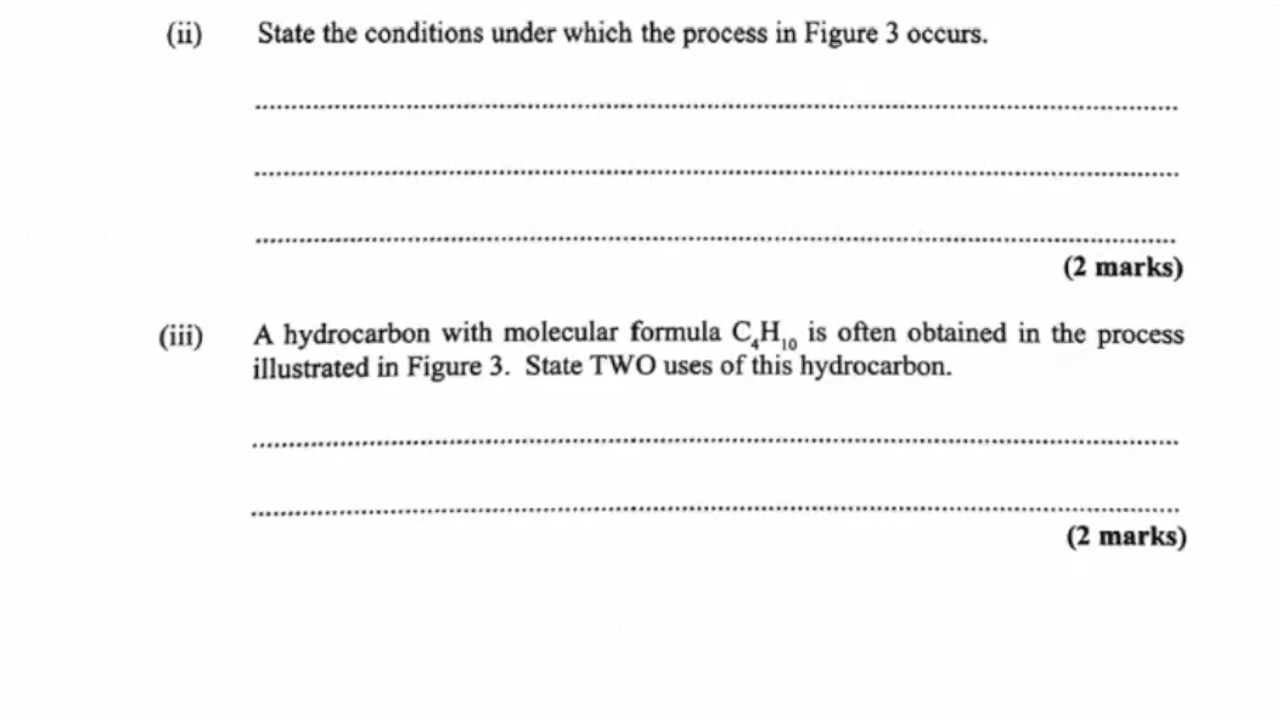 (ii) State the conditions under which the process in Figure 3 occurs.
(2 marks)
(iii) A hydrocarbon with molecular formula C₄H₁₀ is often obtained in the process
illustrated in Figure 3. State TWO uses of this hydrocarbon.
(2 marks)